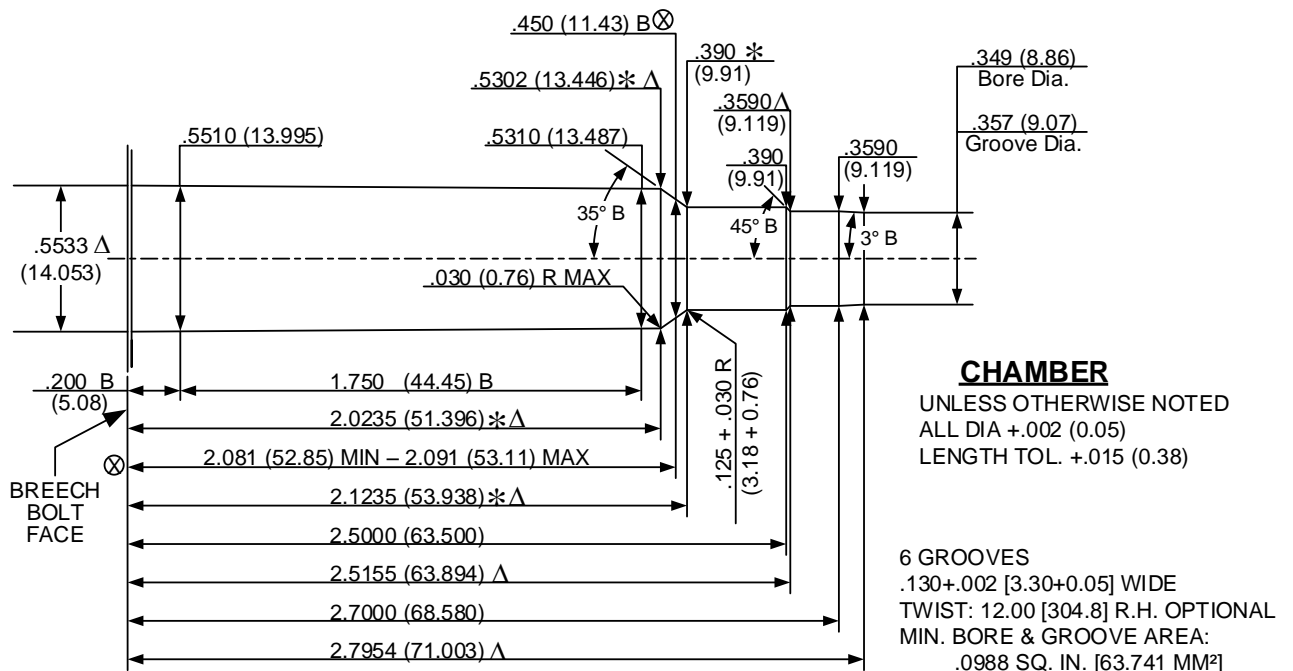 .450 (11.43) B Ⓧ
.390 *
(9.91)
.349 (8.86)
Bore Dia.
.5302 (13.446)* Δ
.3590 Δ
(9.119)
.357 (9.07)
Groove Dia.
.5510 (13.995)
.5310 (13.487)
.390
(9.91)
.3590
(9.119)
35° B
45° B
3° B
.5533 Δ
(14.053)
.030 (0.76) R MAX
.125 + .030 R
(3.18 + 0.76)
.200 B
(5.08)
1.750 (44.45) B
2.0235 (51.396)* Δ
Ⓧ
2.081 (52.85) MIN – 2.091 (53.11) MAX
BREECH
BOLT
FACE
2.1235 (53.938)* Δ
2.5000 (63.500)
2.5155 (63.894) Δ
2.7000 (68.580)
2.7954 (71.003) Δ
CHAMBER
UNLESS OTHERWISE NOTED
ALL DIA +.002 (0.05)
LENGTH TOL. +.015 (0.38)
6 GROOVES
.130+.002 [3.30+0.05] WIDE
TWIST: 12.00 [304.8] R.H. OPTIONAL
MIN. BORE & GROOVE AREA:
.0988 SQ. IN. [63.741 MM²]